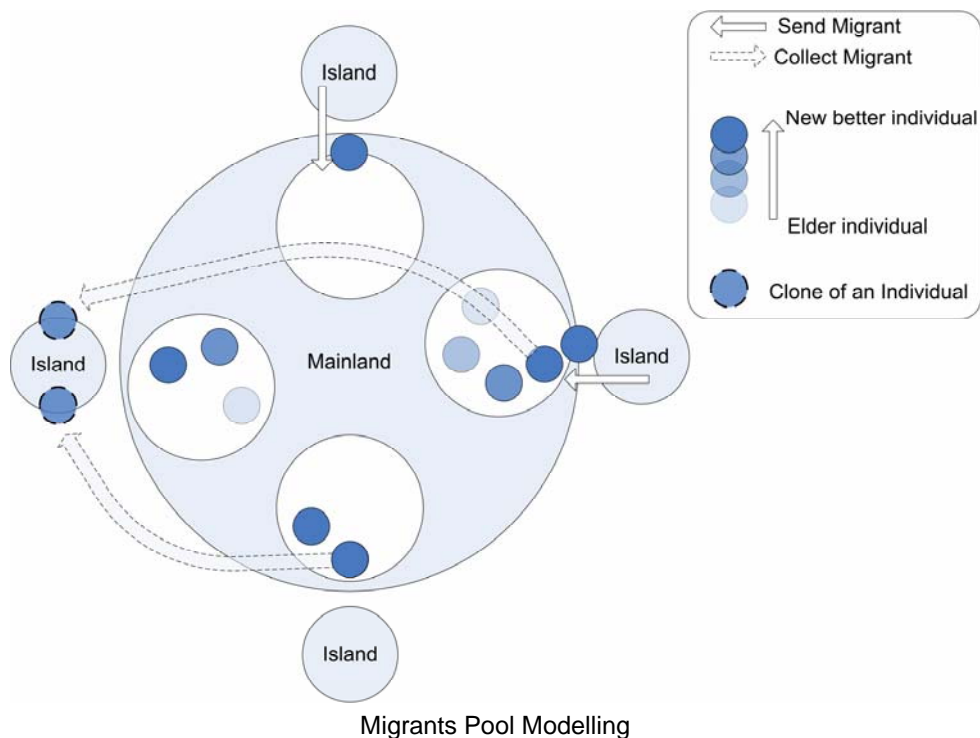 Island
Send Migrant
Collect Migrant
New better individual
Elder individual
Clone of an Individual
Island
Mainland
Island
Island
Migrants Pool Modelling